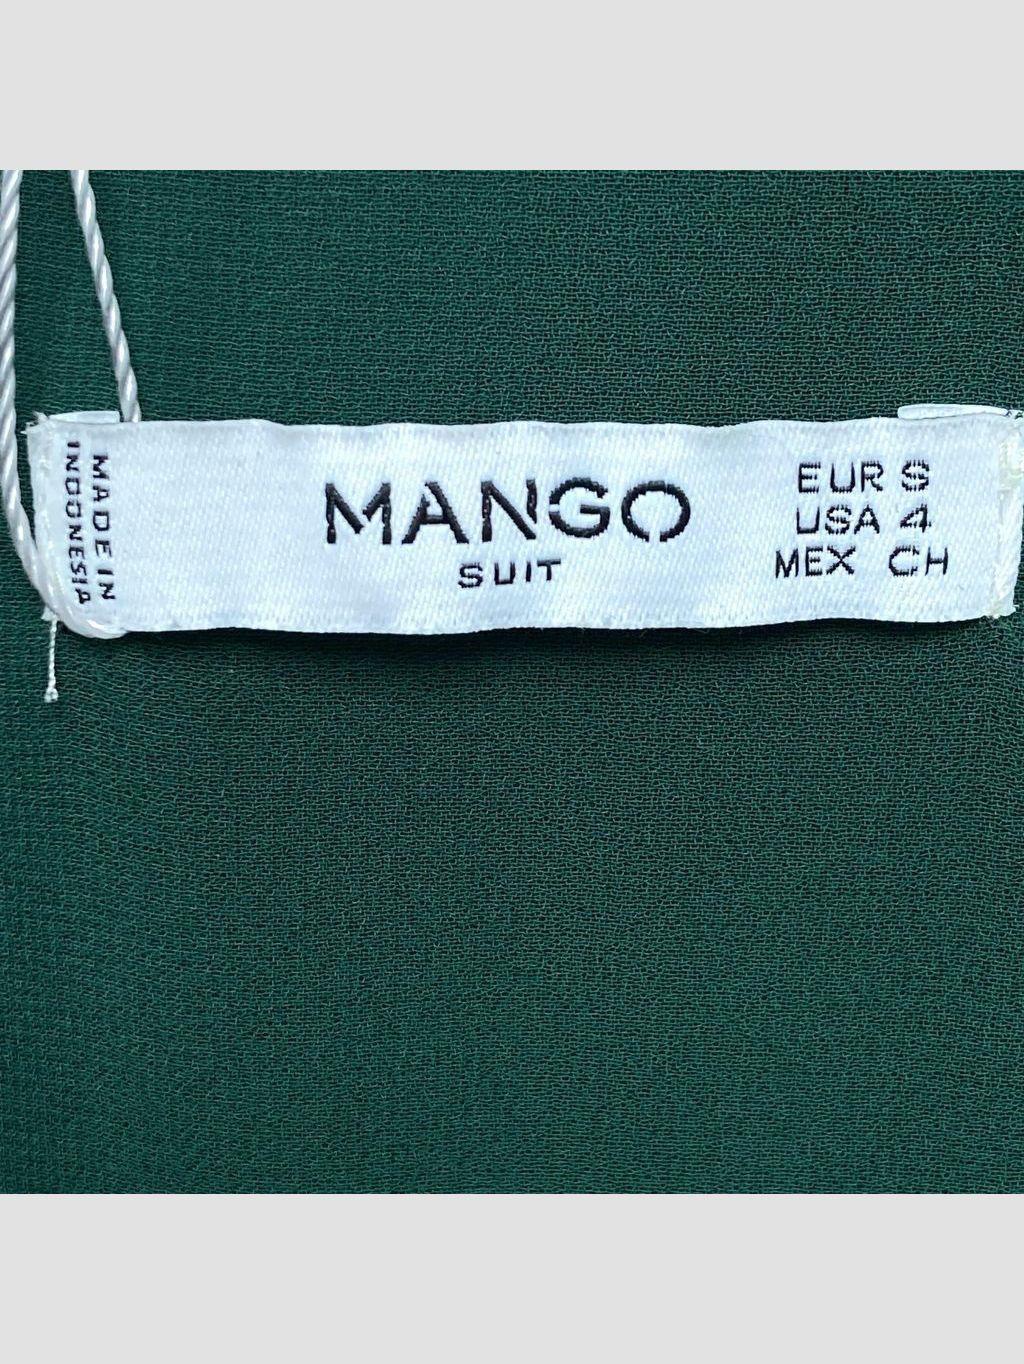 MADE IN
INDONESIA
MANGO
SUIT
EUR S
USA 4
MEX CH